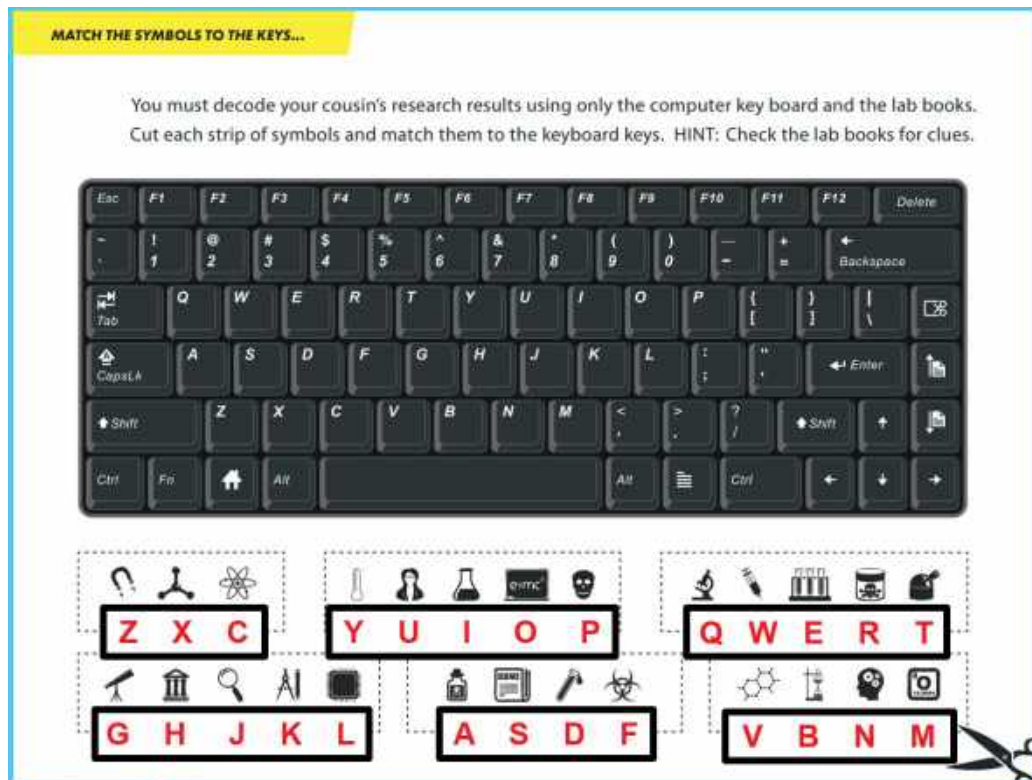 MATCH THE SYMBOLS TO THE KEYS...
You must decode your cousin's research results using only the computer key board and the lab books.
Cut each strip of symbols and match them to the keyboard keys. HINT: Check the lab books for clues.
Esc F1 F2 F3 F4 F5 F6 F7 F8 F9 F10 F11 F12 Delete
~ ! @ # $ % ^ & * ( ) — + ←
` 1 2 3 4 5 6 7 8 9 0 - = Backspace
Tab Q W E R T Y U I O P { [ } ] | \
CapsLk A S D F G H J K L : ; " ' Enter
Shift Z X C V B N M < , > . ? / Shift ↑
Ctrl Fn Alt Alt Ctrl ← ↓ →
e=mc²
Z X C Y U I O P Q W E R T
G H J K L A S D F V B N M